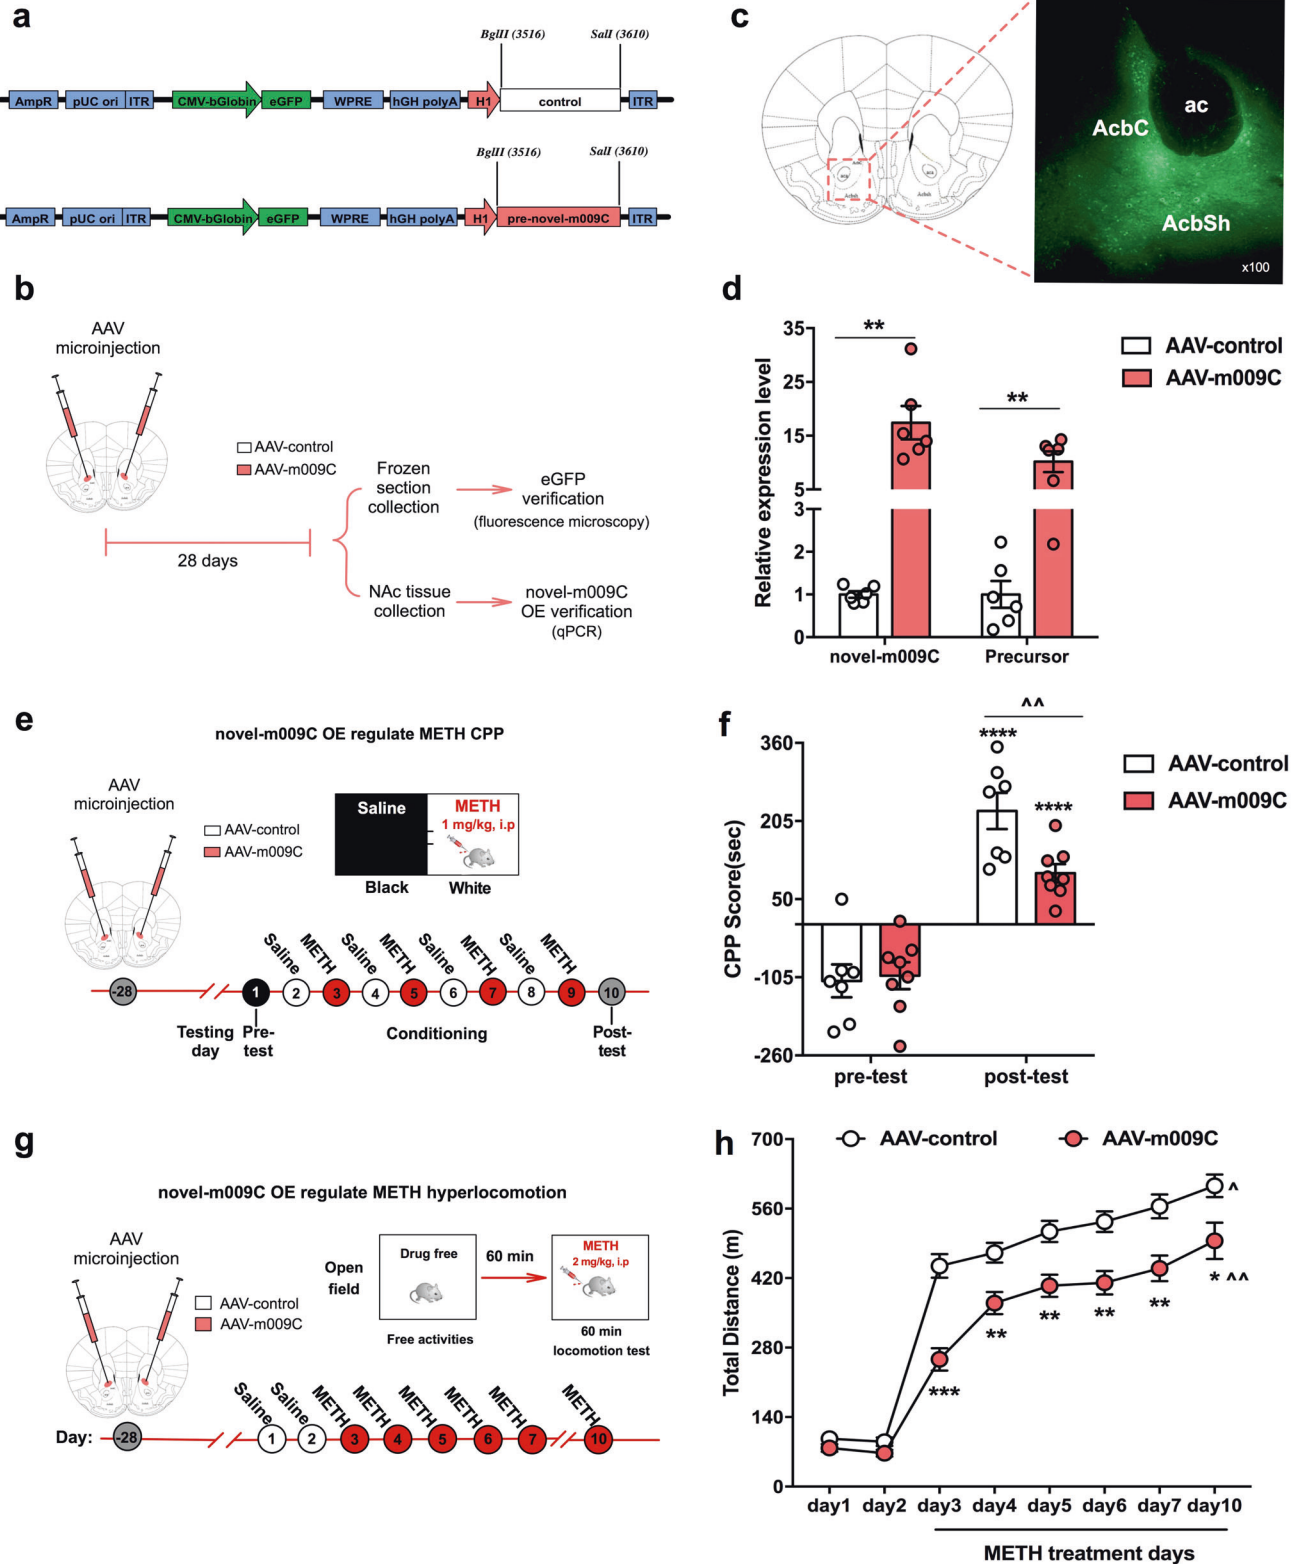 a
BglII (3516)
SalI (3610)
AmpR
pUC ori
ITR
CMV-bGlobin
eGFP
WPRE
hGH polyA
H1
control
ITR
BglII (3516)
SalI (3610)
AmpR
pUC ori
ITR
CMV-bGlobin
eGFP
WPRE
hGH polyA
H1
pre-novel-m009C
ITR
c
AcbC
ac
AcbSh
x100
b
AAV
microinjection
AAV-control
AAV-m009C
28 days
Frozen
section
collection
eGFP
verification
(fluorescence microscopy)
NAc tissue
collection
novel-m009C
OE verification
(qPCR)
d
Relative expression level
35
25
15
5
3
2
1
0
**
**
novel-m009C
Precursor
AAV-control
AAV-m009C
e
novel-m009C OE regulate METH CPP
AAV
microinjection
AAV-control
AAV-m009C
Saline
METH
1 mg/kg, i.p
Black
White
Saline
METH
Saline
METH
Saline
METH
Saline
METH
-28
1
2
3
4
5
6
7
8
9
10
Testing
day
Pre-
test
Conditioning
Post-
test
f
CPP Score(sec)
360
205
50
-105
-260
^^
****
****
pre-test
post-test
AAV-control
AAV-m009C
g
novel-m009C OE regulate METH hyperlocomotion
AAV
microinjection
AAV-control
AAV-m009C
Open
field
Drug free
60 min
METH
2 mg/kg, i.p
Free activities
60 min
locomotion test
Saline
Saline
METH
METH
METH
METH
METH
METH
Day:
-28
1
2
3
4
5
6
7
10
h
AAV-control
AAV-m009C
Total Distance (m)
700
560
420
280
140
0
***
**
**
**
**
^
* ^^
day1
day2
day3
day4
day5
day6
day7
day10
METH treatment days